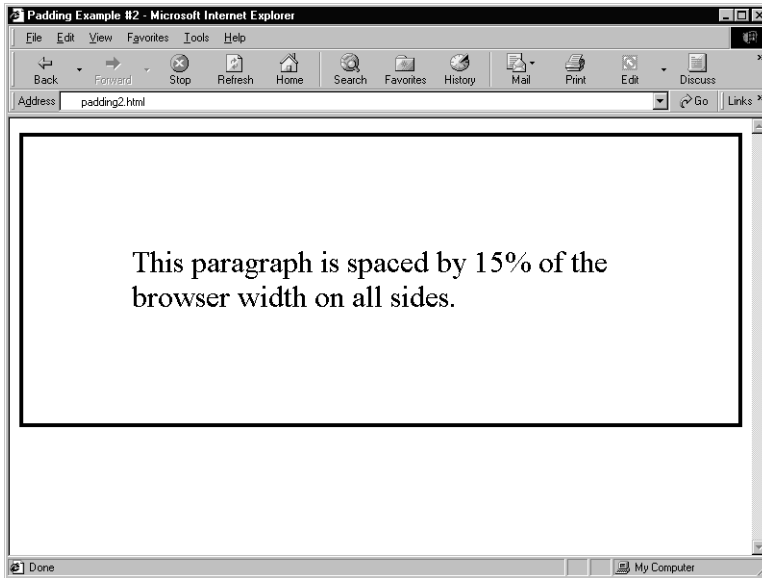 Padding Example #2 - Microsoft Internet Explorer
File Edit View Favorites Tools Help
Back Forward Stop Refresh Home Search Favorites History Mail Print Edit Discuss
Address padding2.html Go Links
This paragraph is spaced by 15% of the
browser width on all sides.
Done My Computer